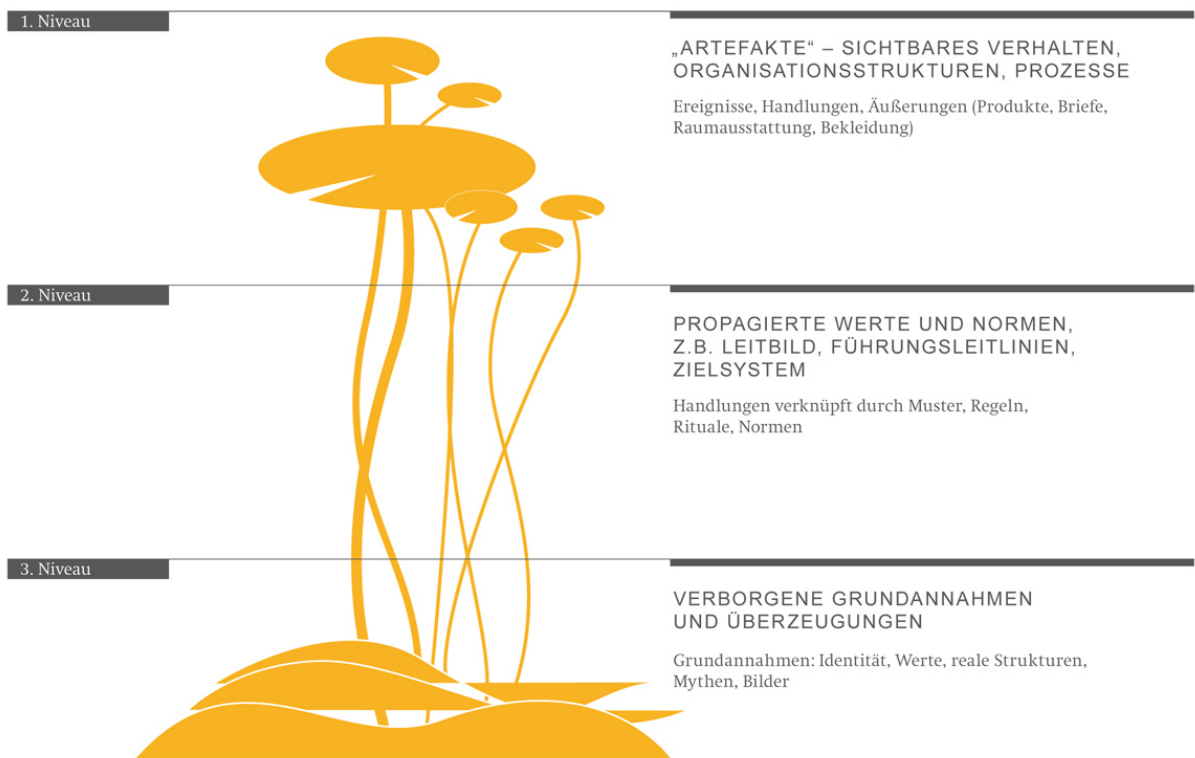 1. Niveau
„ARTEFAKTE“ – SICHTBARES VERHALTEN,
ORGANISATIONSSTRUKTUREN, PROZESSE
Ereignisse, Handlungen, Äußerungen (Produkte, Briefe,
Raumausstattung, Bekleidung)
2. Niveau
PROPAGIERTE WERTE UND NORMEN,
Z.B. LEITBILD, FÜHRUNGSLEITLINIEN,
ZIELSYSTEM
Handlungen verknüpft durch Muster, Regeln,
Rituale, Normen
3. Niveau
VERBORGENE GRUNDANNAHMEN
UND ÜBERZEUGUNGEN
Grundannahmen: Identität, Werte, reale Strukturen,
Mythen, Bilder